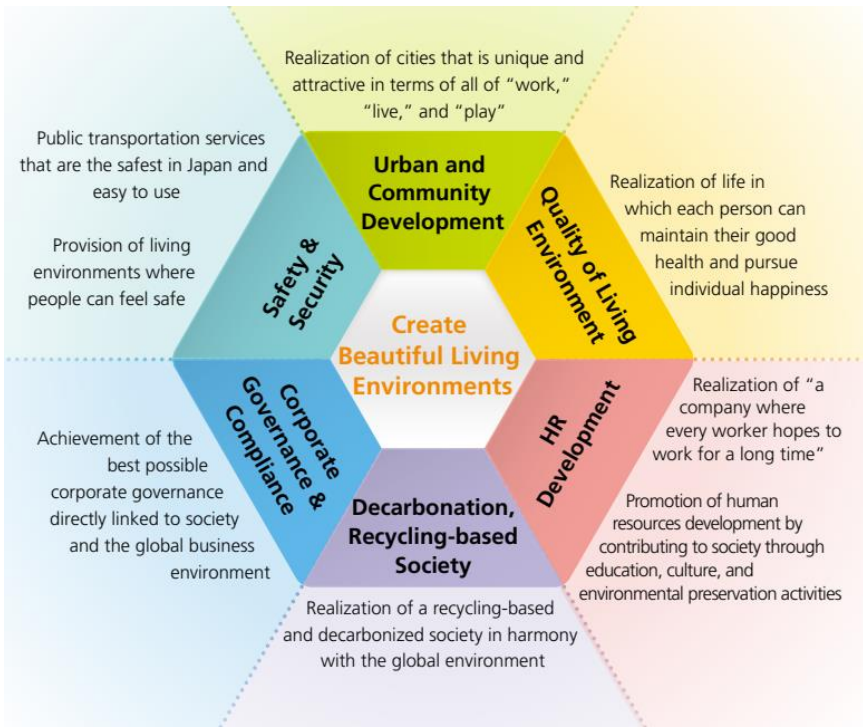 Realization of cities that is unique and
attractive in terms of all of “work,”
“live,” and “play”
Urban and
Community
Development
Public transportation services
that are the safest in Japan and
easy to use
Provision of living
environments where
people can feel safe
Safety &
Security
Quality of Living
Environment
Realization of life in
which each person can
maintain their good
health and pursue
individual happiness
Create
Beautiful Living
Environments
Corporate
Governance &
Compliance
Achievement of the
best possible
corporate governance
directly linked to society
and the global business
environment
HR
Development
Realization of “a
company where
every worker hopes to
work for a long time”
Promotion of human
resources development by
contributing to society through
education, culture, and
environmental preservation activities
Decarbonation,
Recycling-based
Society
Realization of a recycling-based
and decarbonized society in harmony
with the global environment